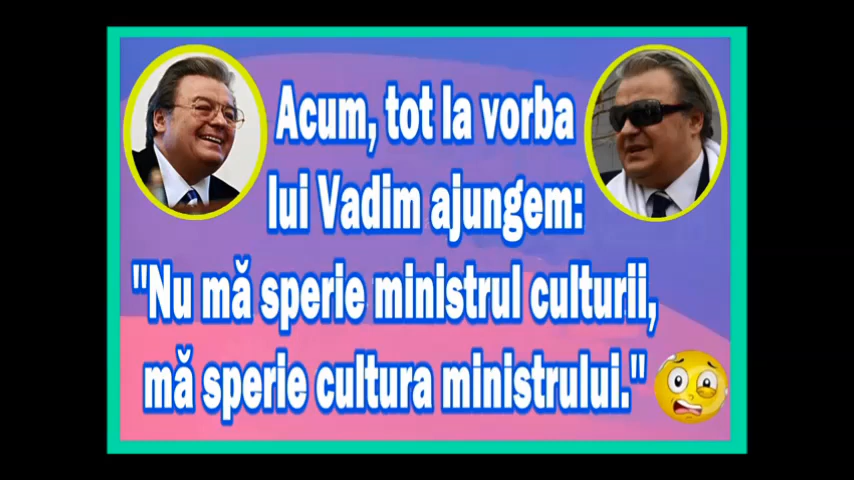 Acum, tot la vorba
lui Vadim ajungem:
"Nu mă sperie ministrul culturii,
mă sperie cultura ministrului."